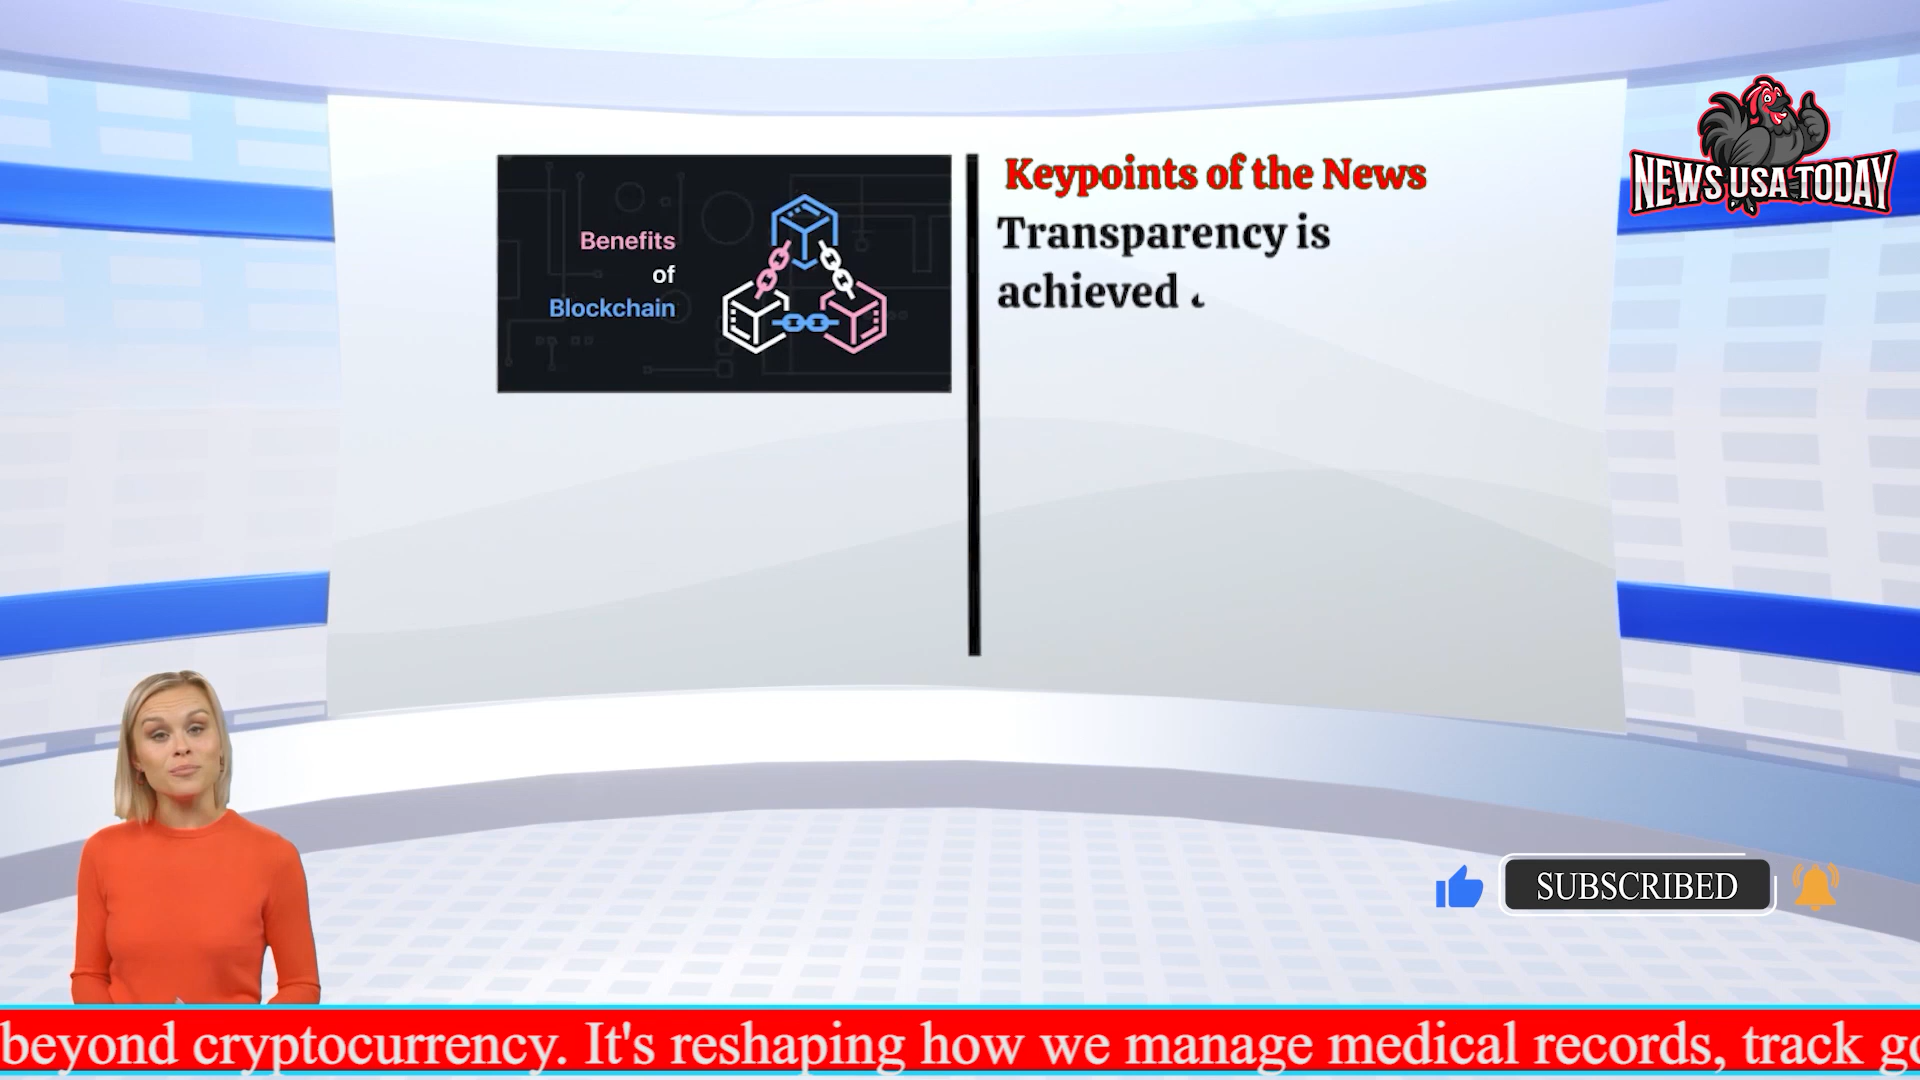 Benefits
of
Blockchain
Keypoints of the News
Transparency is
achieved
NEWS USA TODAY
SUBSCRIBED
beyond cryptocurrency. It's reshaping how we manage medical records, track